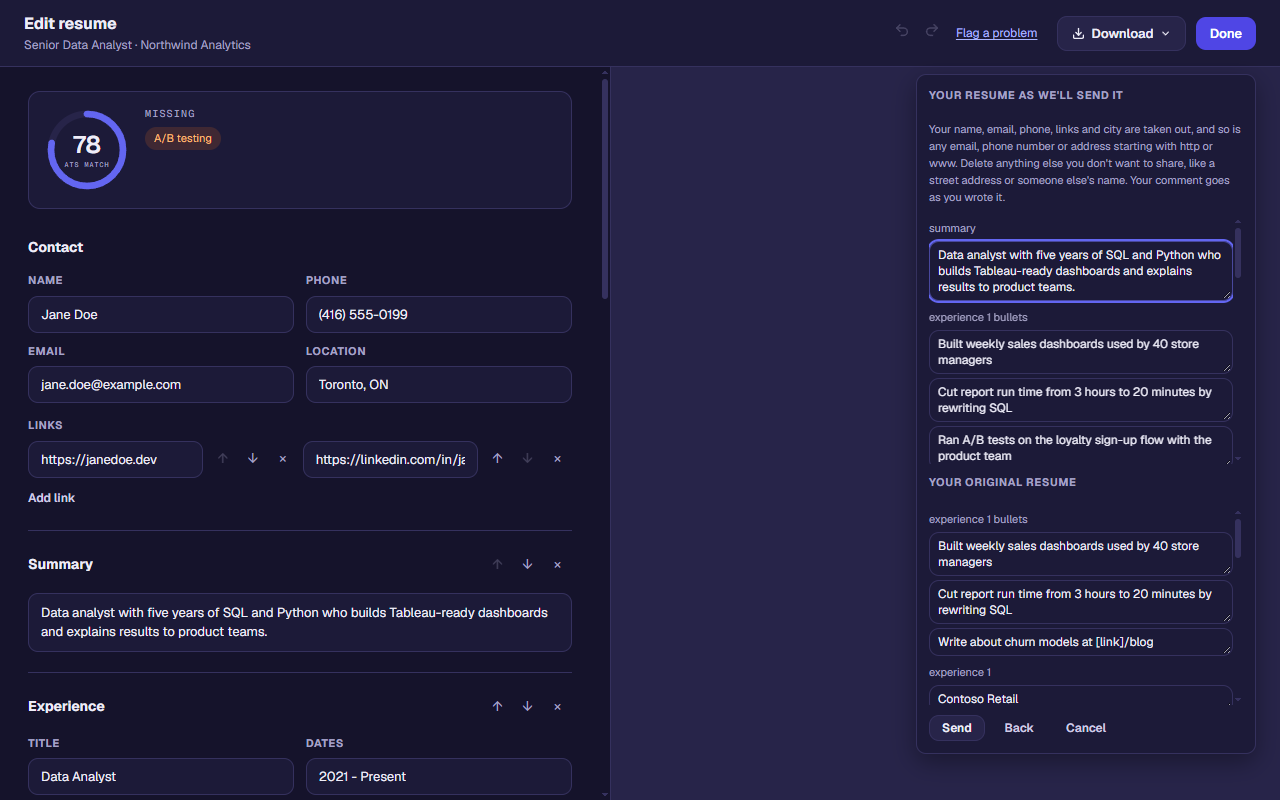 Edit resume
Senior Data Analyst · Northwind Analytics
Flag a problem
Download
Done
78
ATS MATCH
MISSING
A/B testing
Contact
NAME
PHONE
Jane Doe
(416) 555-0199
EMAIL
LOCATION
jane.doe@example.com
Toronto, ON
LINKS
https://janedoe.dev
https://linkedin.com/in/ja
Add link
Summary
Data analyst with five years of SQL and Python who builds Tableau-ready dashboards
and explains results to product teams.
Experience
TITLE
DATES
Data Analyst
2021 - Present
YOUR RESUME AS WE'LL SEND IT
Your name, email, phone, links and city are taken out, and so is
any email, phone number or address starting with http or
www. Delete anything else you don't want to share, like a
street address or someone else's name. Your comment goes
as you wrote it.
summary
Data analyst with five years of SQL and Python who
builds Tableau-ready dashboards and explains
results to product teams.
experience 1 bullets
Built weekly sales dashboards used by 40 store
managers
Cut report run time from 3 hours to 20 minutes by
rewriting SQL
Ran A/B tests on the loyalty sign-up flow with the
product team
YOUR ORIGINAL RESUME
experience 1 bullets
Built weekly sales dashboards used by 40 store
managers
Cut report run time from 3 hours to 20 minutes by
rewriting SQL
Write about churn models at [link]/blog
experience 1
Contoso Retail
Send
Back
Cancel